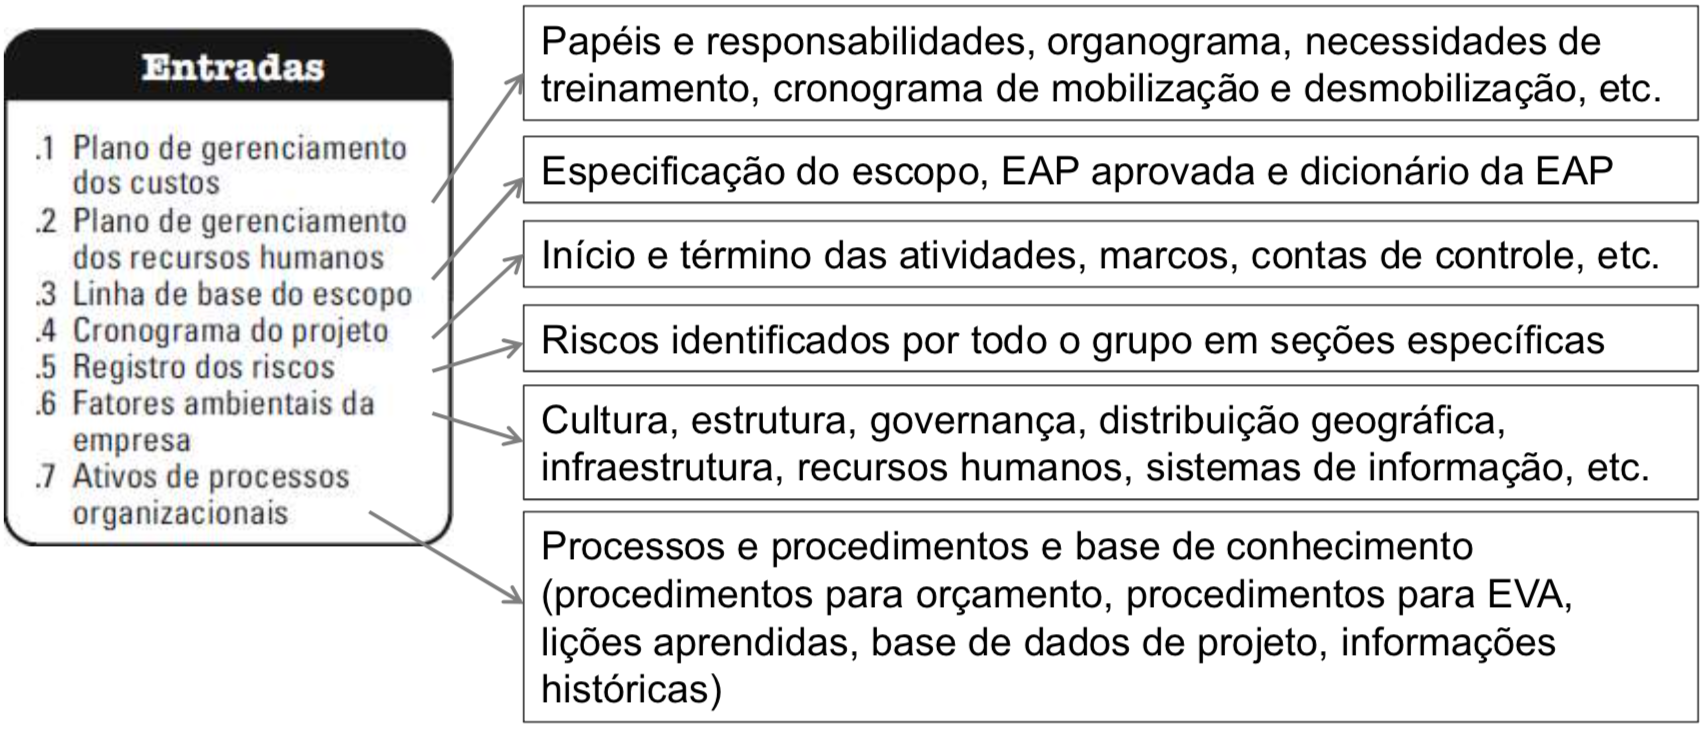 Entradas
.1 Plano de gerenciamento
dos custos
.2 Plano de gerenciamento
dos recursos humanos
.3 Linha de base do escopo
.4 Cronograma do projeto
.5 Registro dos riscos
.6 Fatores ambientais da
empresa
.7 Ativos de processos
organizacionais
Papéis e responsabilidades, organograma, necessidades de
treinamento, cronograma de mobilização e desmobilização, etc.
Especificação do escopo, EAP aprovada e dicionário da EAP
Início e término das atividades, marcos, contas de controle, etc.
Riscos identificados por todo o grupo em seções específicas
Cultura, estrutura, governança, distribuição geográfica,
infraestrutura, recursos humanos, sistemas de informação, etc.
Processos e procedimentos e base de conhecimento
(procedimentos para orçamento, procedimentos para EVA,
lições aprendidas, base de dados de projeto, informações
históricas)